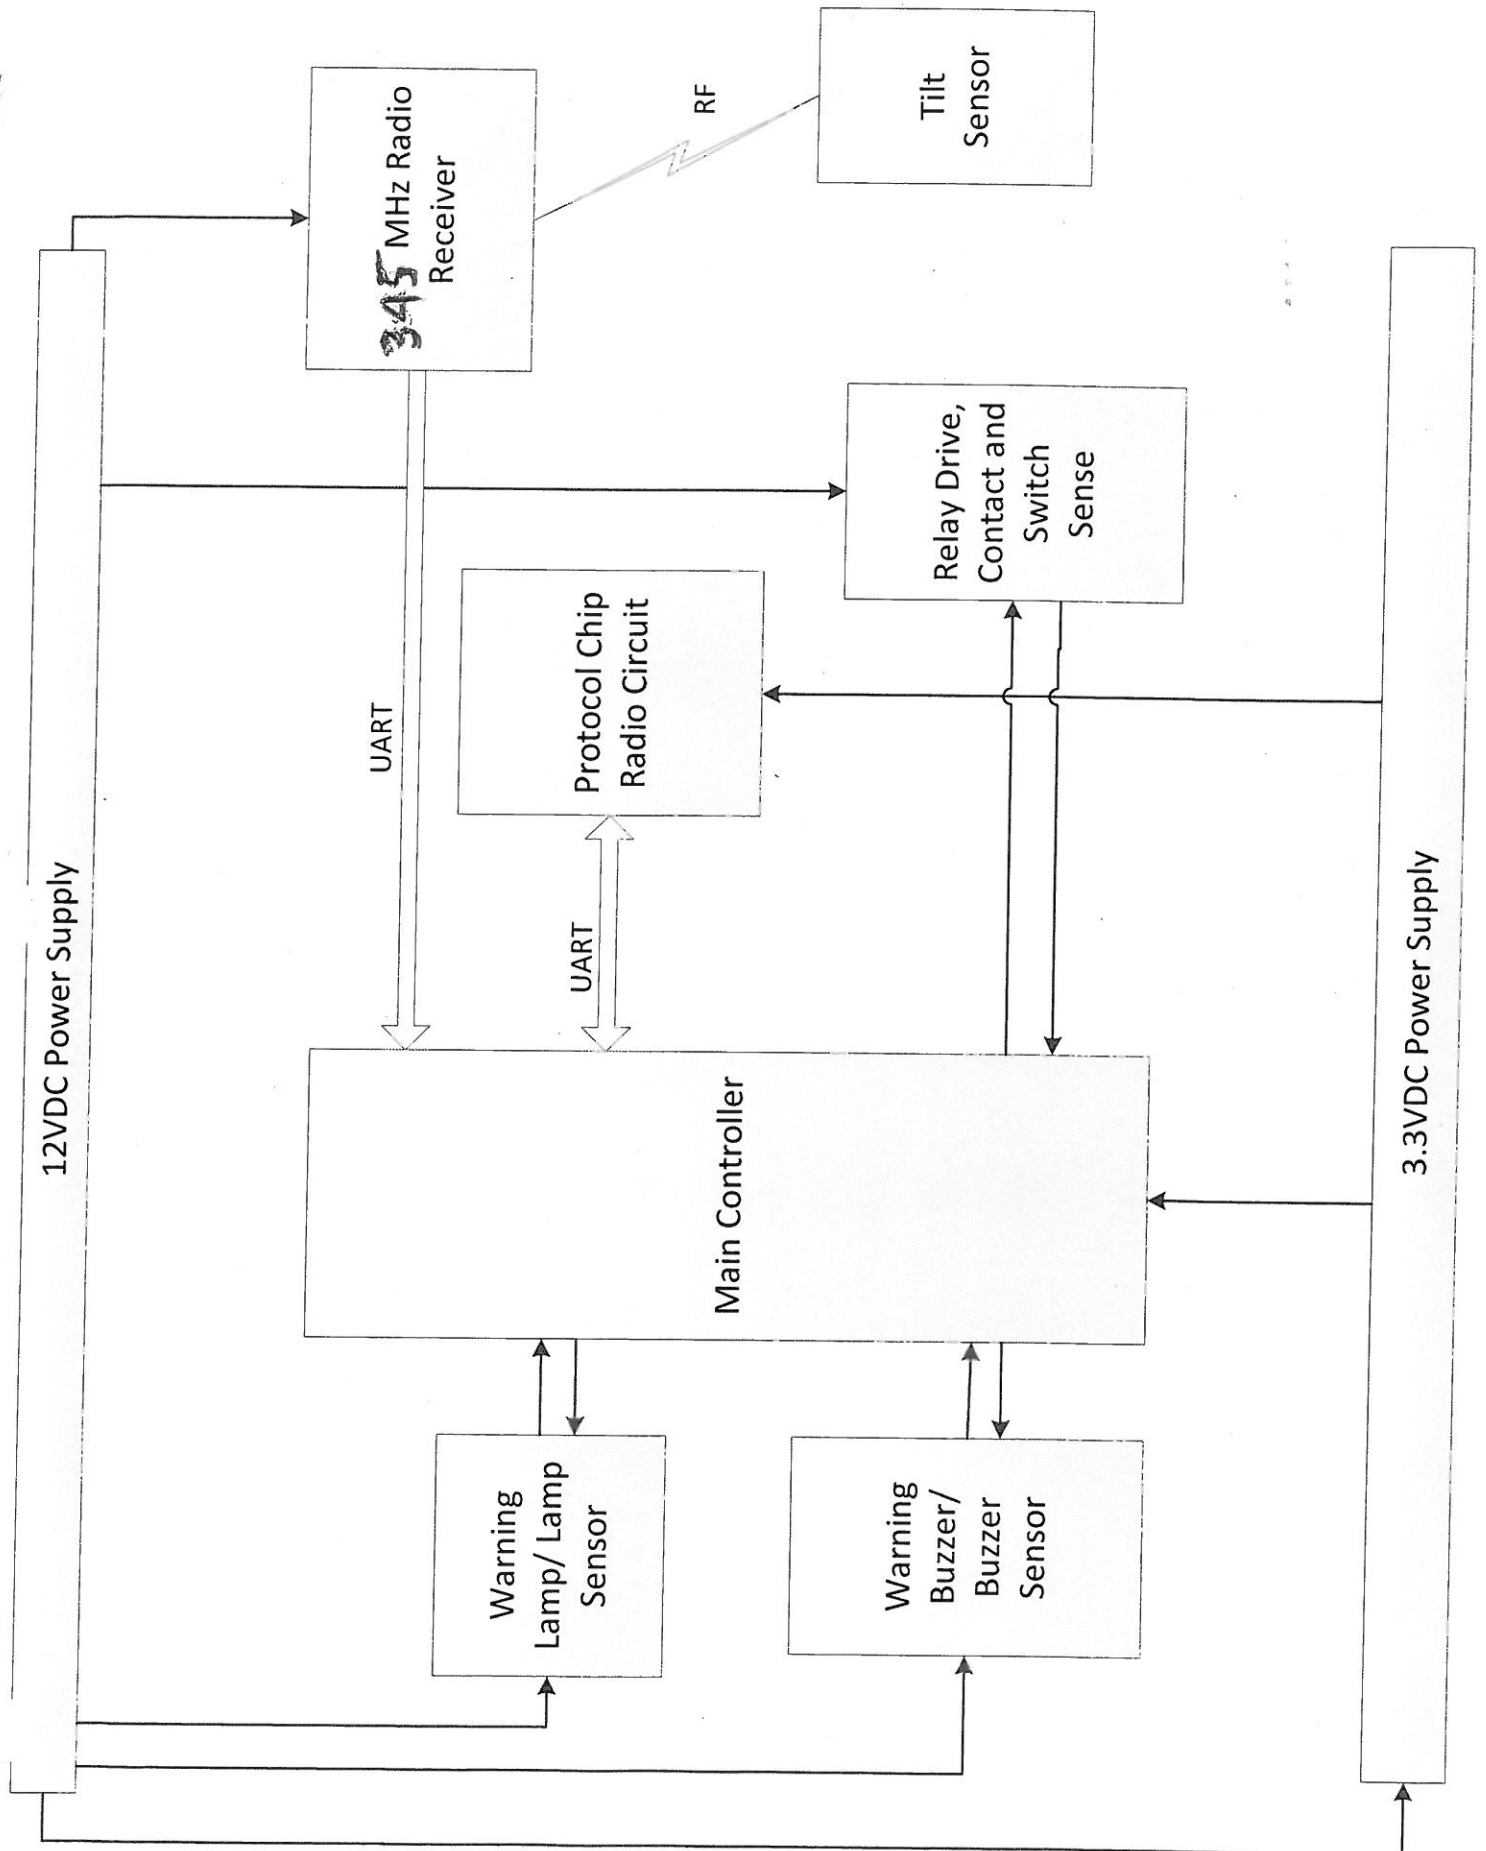 12VDC Power Supply
345 MHz Radio
Receiver
RF
Tilt
Sensor
UART
Protocol Chip
Radio Circuit
UART
Relay Drive,
Contact and
Switch
Sense
Main Controller
Warning
Lamp/ Lamp
Sensor
Warning
Buzzer/
Buzzer
Sensor
3.3VDC Power Supply